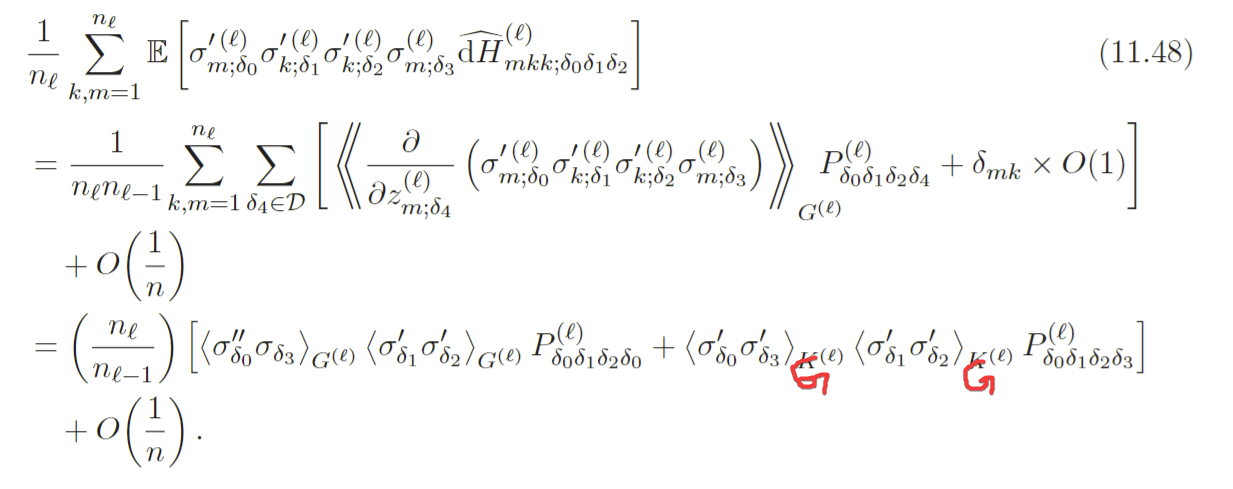 \frac{1}{n_\ell} \sum_{k,m=1}^{n_\ell} \mathbb{E}\left[ \sigma'^{(\ell)}_{m;\delta_0} \sigma'^{(\ell)}_{k;\delta_1} \sigma'^{(\ell)}_{k;\delta_2} \sigma^{(\ell)}_{m;\delta_3} \widehat{\mathrm{d}H}^{(\ell)}_{mkk;\delta_0\delta_1\delta_2} \right] (11.48)
= \frac{1}{n_\ell n_{\ell-1}} \sum_{k,m=1}^{n_\ell} \sum_{\delta_4 \in \mathcal{D}} \left[ \left\langle\!\left\langle \frac{\partial}{\partial z^{(\ell)}_{m;\delta_4}} \left( \sigma'^{(\ell)}_{m;\delta_0} \sigma'^{(\ell)}_{k;\delta_1} \sigma'^{(\ell)}_{k;\delta_2} \sigma^{(\ell)}_{m;\delta_3} \right) \right\rangle\!\right\rangle_{G^{(\ell)}} P^{(\ell)}_{\delta_0\delta_1\delta_2\delta_4} + \delta_{mk} \times O(1) \right]
+ O\left(\frac{1}{n}\right)
= \left(\frac{n_\ell}{n_{\ell-1}}\right) \left[ \langle \sigma''_{\delta_0} \sigma_{\delta_3} \rangle_{G^{(\ell)}} \langle \sigma'_{\delta_1} \sigma'_{\delta_2} \rangle_{G^{(\ell)}} P^{(\ell)}_{\delta_0\delta_1\delta_2\delta_0} + \langle \sigma'_{\delta_0} \sigma'_{\delta_3} \rangle_{K^{(\ell)}} \langle \sigma'_{\delta_1} \sigma'_{\delta_2} \rangle_{K^{(\ell)}} P^{(\ell)}_{\delta_0\delta_1\delta_2\delta_3} \right]
G G
+ O\left(\frac{1}{n}\right).